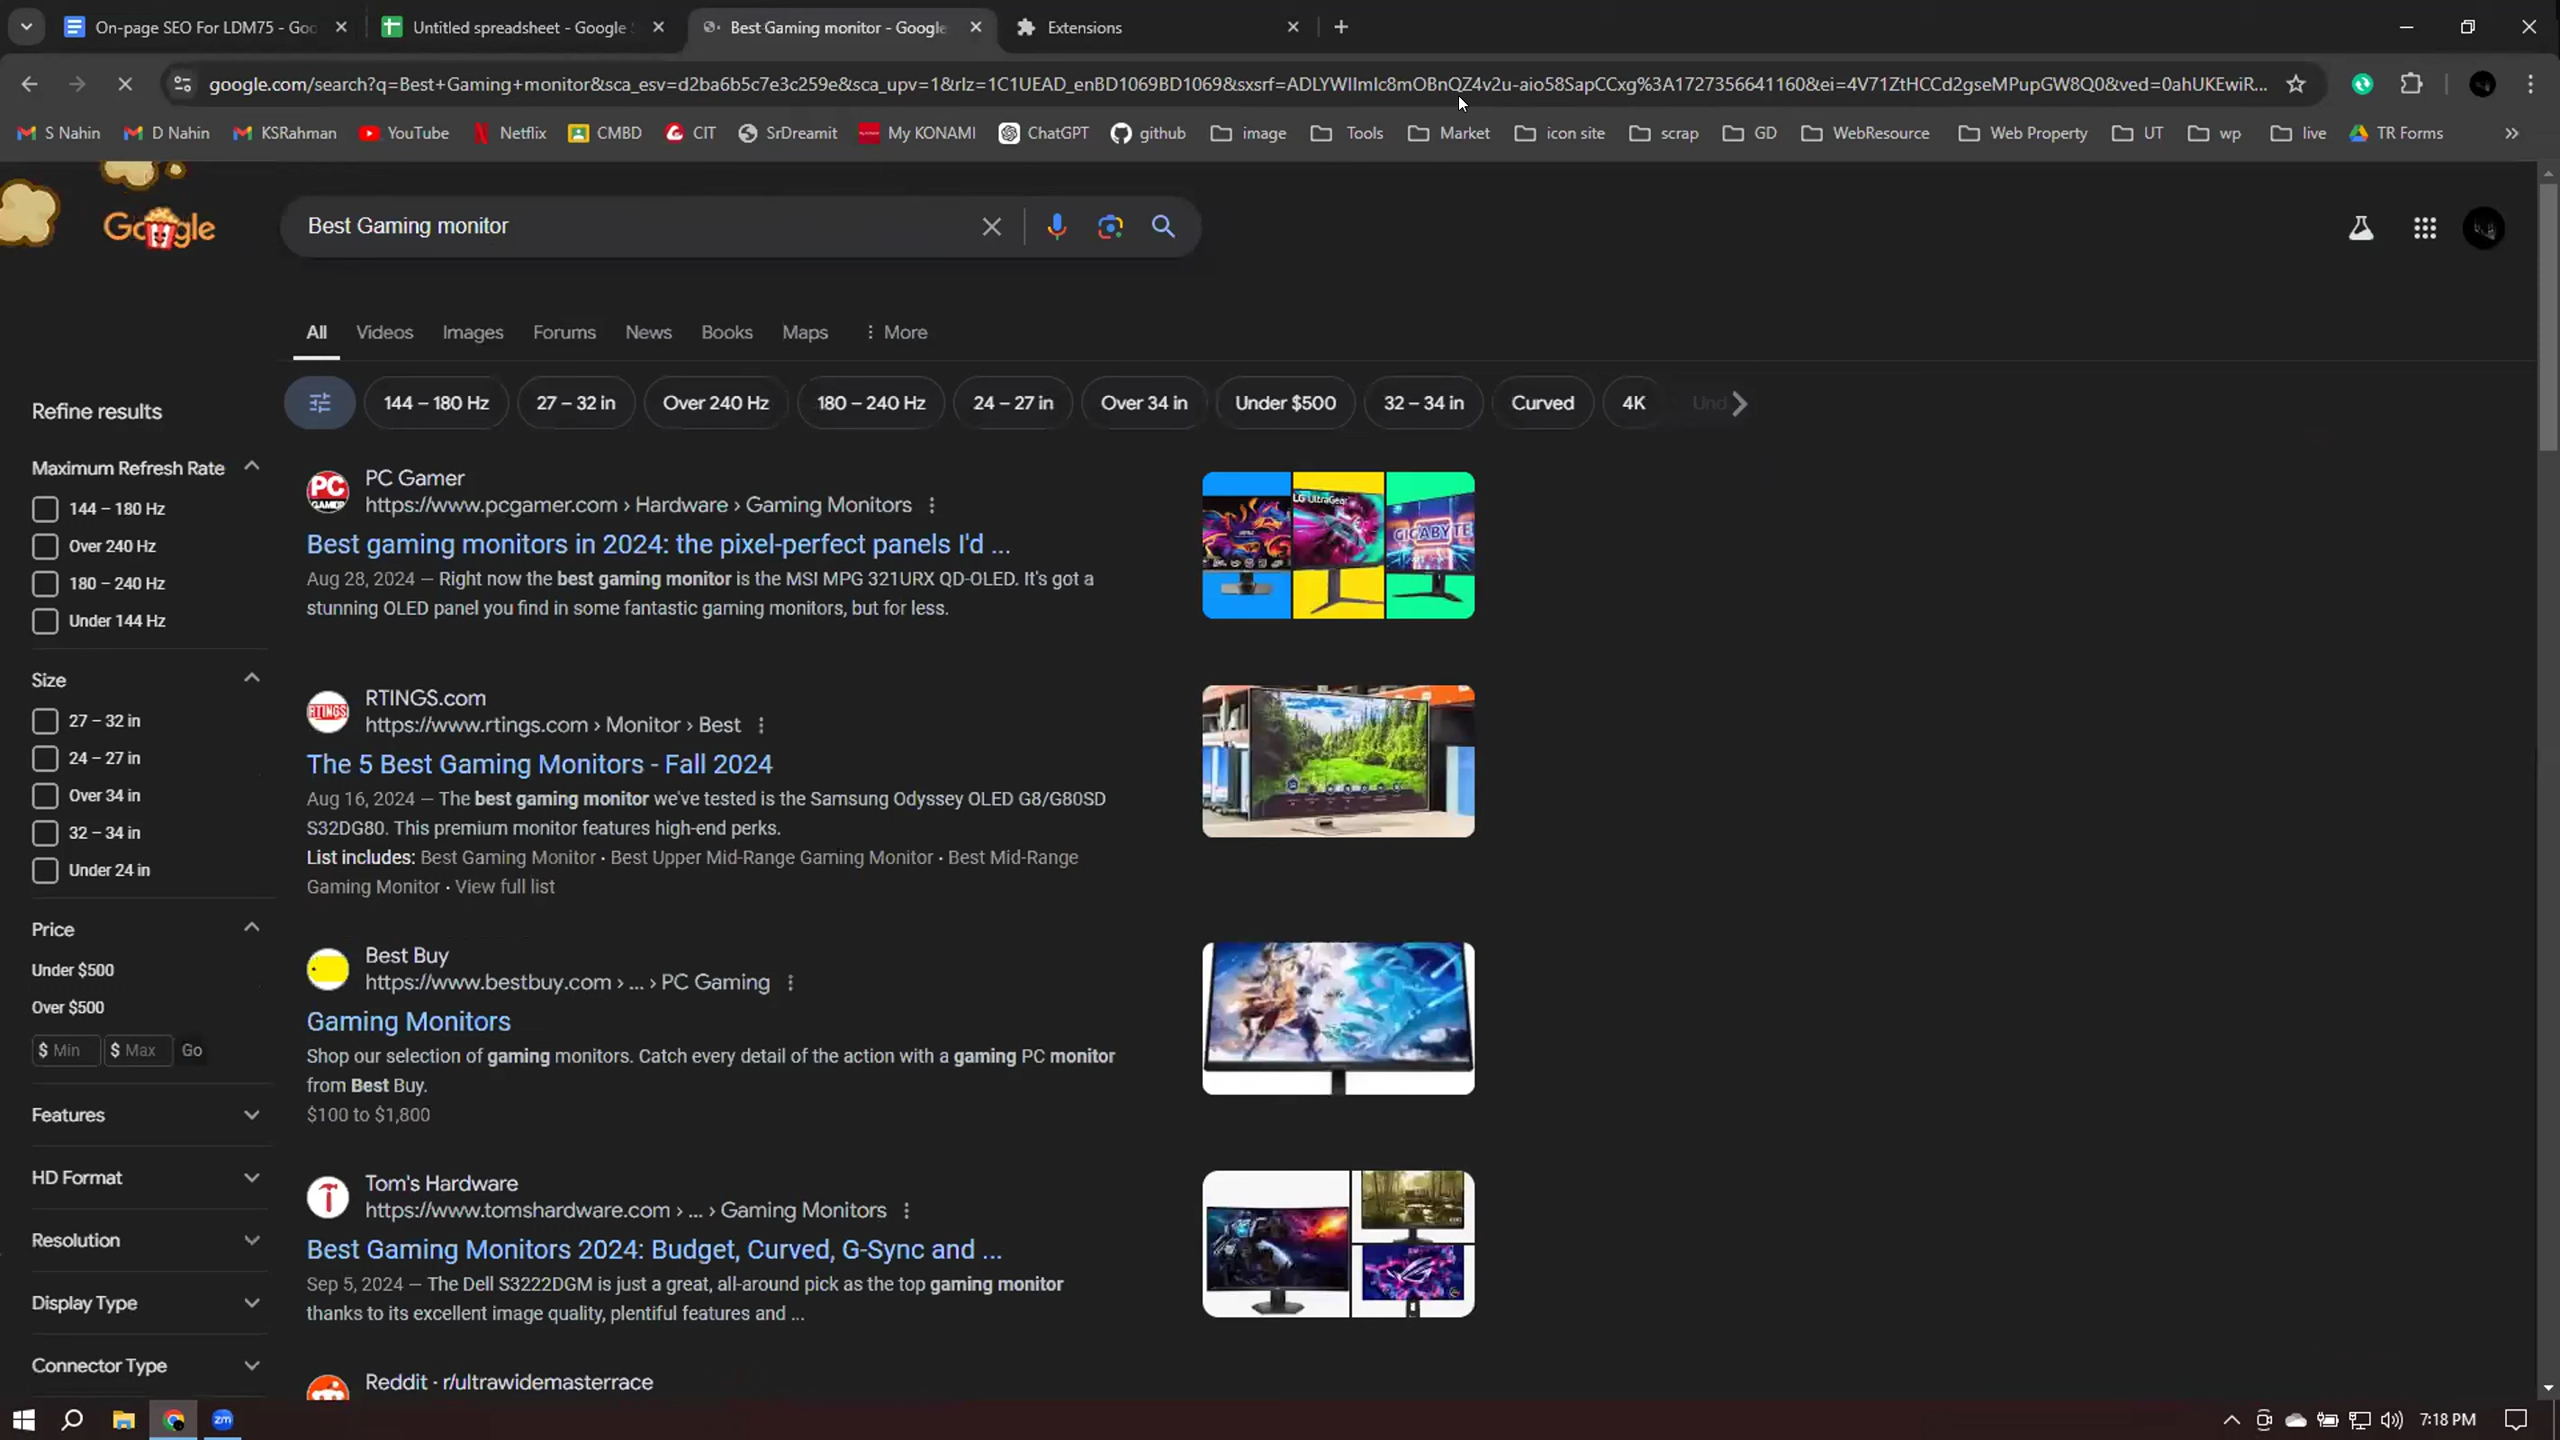 On-page SEO For LDM75 - Goo
Untitled spreadsheet - Google S
Best Gaming monitor - Google
Extensions
google.com/search?q=Best+Gaming+monitor&sca_esv=d2ba6b5c7e3c259e&sca_upv=1&rlz=1C1UEAD_enBD1069BD1069&sxsrf=ADLYWIImIc8mOBnQZ4v2u-aio58SapCCxg%3A1727356641160&ei=4V71ZtHCCd2gseMPupGW8Q0&ved=0ahUKEwiR...
S Nahin
D Nahin
KSRahman
YouTube
Netflix
CMBD
CIT
SrDreamit
My KONAMI
ChatGPT
github
image
Tools
Market
icon site
scrap
GD
WebResource
Web Property
UT
wp
live
TR Forms
Google
Best Gaming monitor
All
Videos
Images
Forums
News
Books
Maps
More
144 – 180 Hz
27 – 32 in
Over 240 Hz
180 – 240 Hz
24 – 27 in
Over 34 in
Under $500
32 – 34 in
Curved
4K
Und
Refine results
Maximum Refresh Rate
144 – 180 Hz
Over 240 Hz
180 – 240 Hz
Under 144 Hz
Size
27 – 32 in
24 – 27 in
Over 34 in
32 – 34 in
Under 24 in
Price
Under $500
Over $500
$ Min
$ Max
Go
Features
HD Format
Resolution
Display Type
Connector Type
PC GAMER
PC Gamer
https://www.pcgamer.com › Hardware › Gaming Monitors
Best gaming monitors in 2024: the pixel-perfect panels I'd ...
Aug 28, 2024 — Right now the best gaming monitor is the MSI MPG 321URX QD-OLED. It's got a
stunning OLED panel you find in some fantastic gaming monitors, but for less.
LG UltraGear
GIGABYTE
RTINGS
RTINGS.com
https://www.rtings.com › Monitor › Best
The 5 Best Gaming Monitors - Fall 2024
Aug 16, 2024 — The best gaming monitor we've tested is the Samsung Odyssey OLED G8/G80SD
S32DG80. This premium monitor features high-end perks.
List includes: Best Gaming Monitor · Best Upper Mid-Range Gaming Monitor · Best Mid-Range
Gaming Monitor · View full list
Best Buy
https://www.bestbuy.com › ... › PC Gaming
Gaming Monitors
Shop our selection of gaming monitors. Catch every detail of the action with a gaming PC monitor
from Best Buy.
$100 to $1,800
Tom's Hardware
https://www.tomshardware.com › ... › Gaming Monitors
Best Gaming Monitors 2024: Budget, Curved, G-Sync and ...
Sep 5, 2024 — The Dell S3222DGM is just a great, all-around pick as the top gaming monitor
thanks to its excellent image quality, plentiful features and ...
Reddit · r/ultrawidemasterrace
zm
7:18 PM